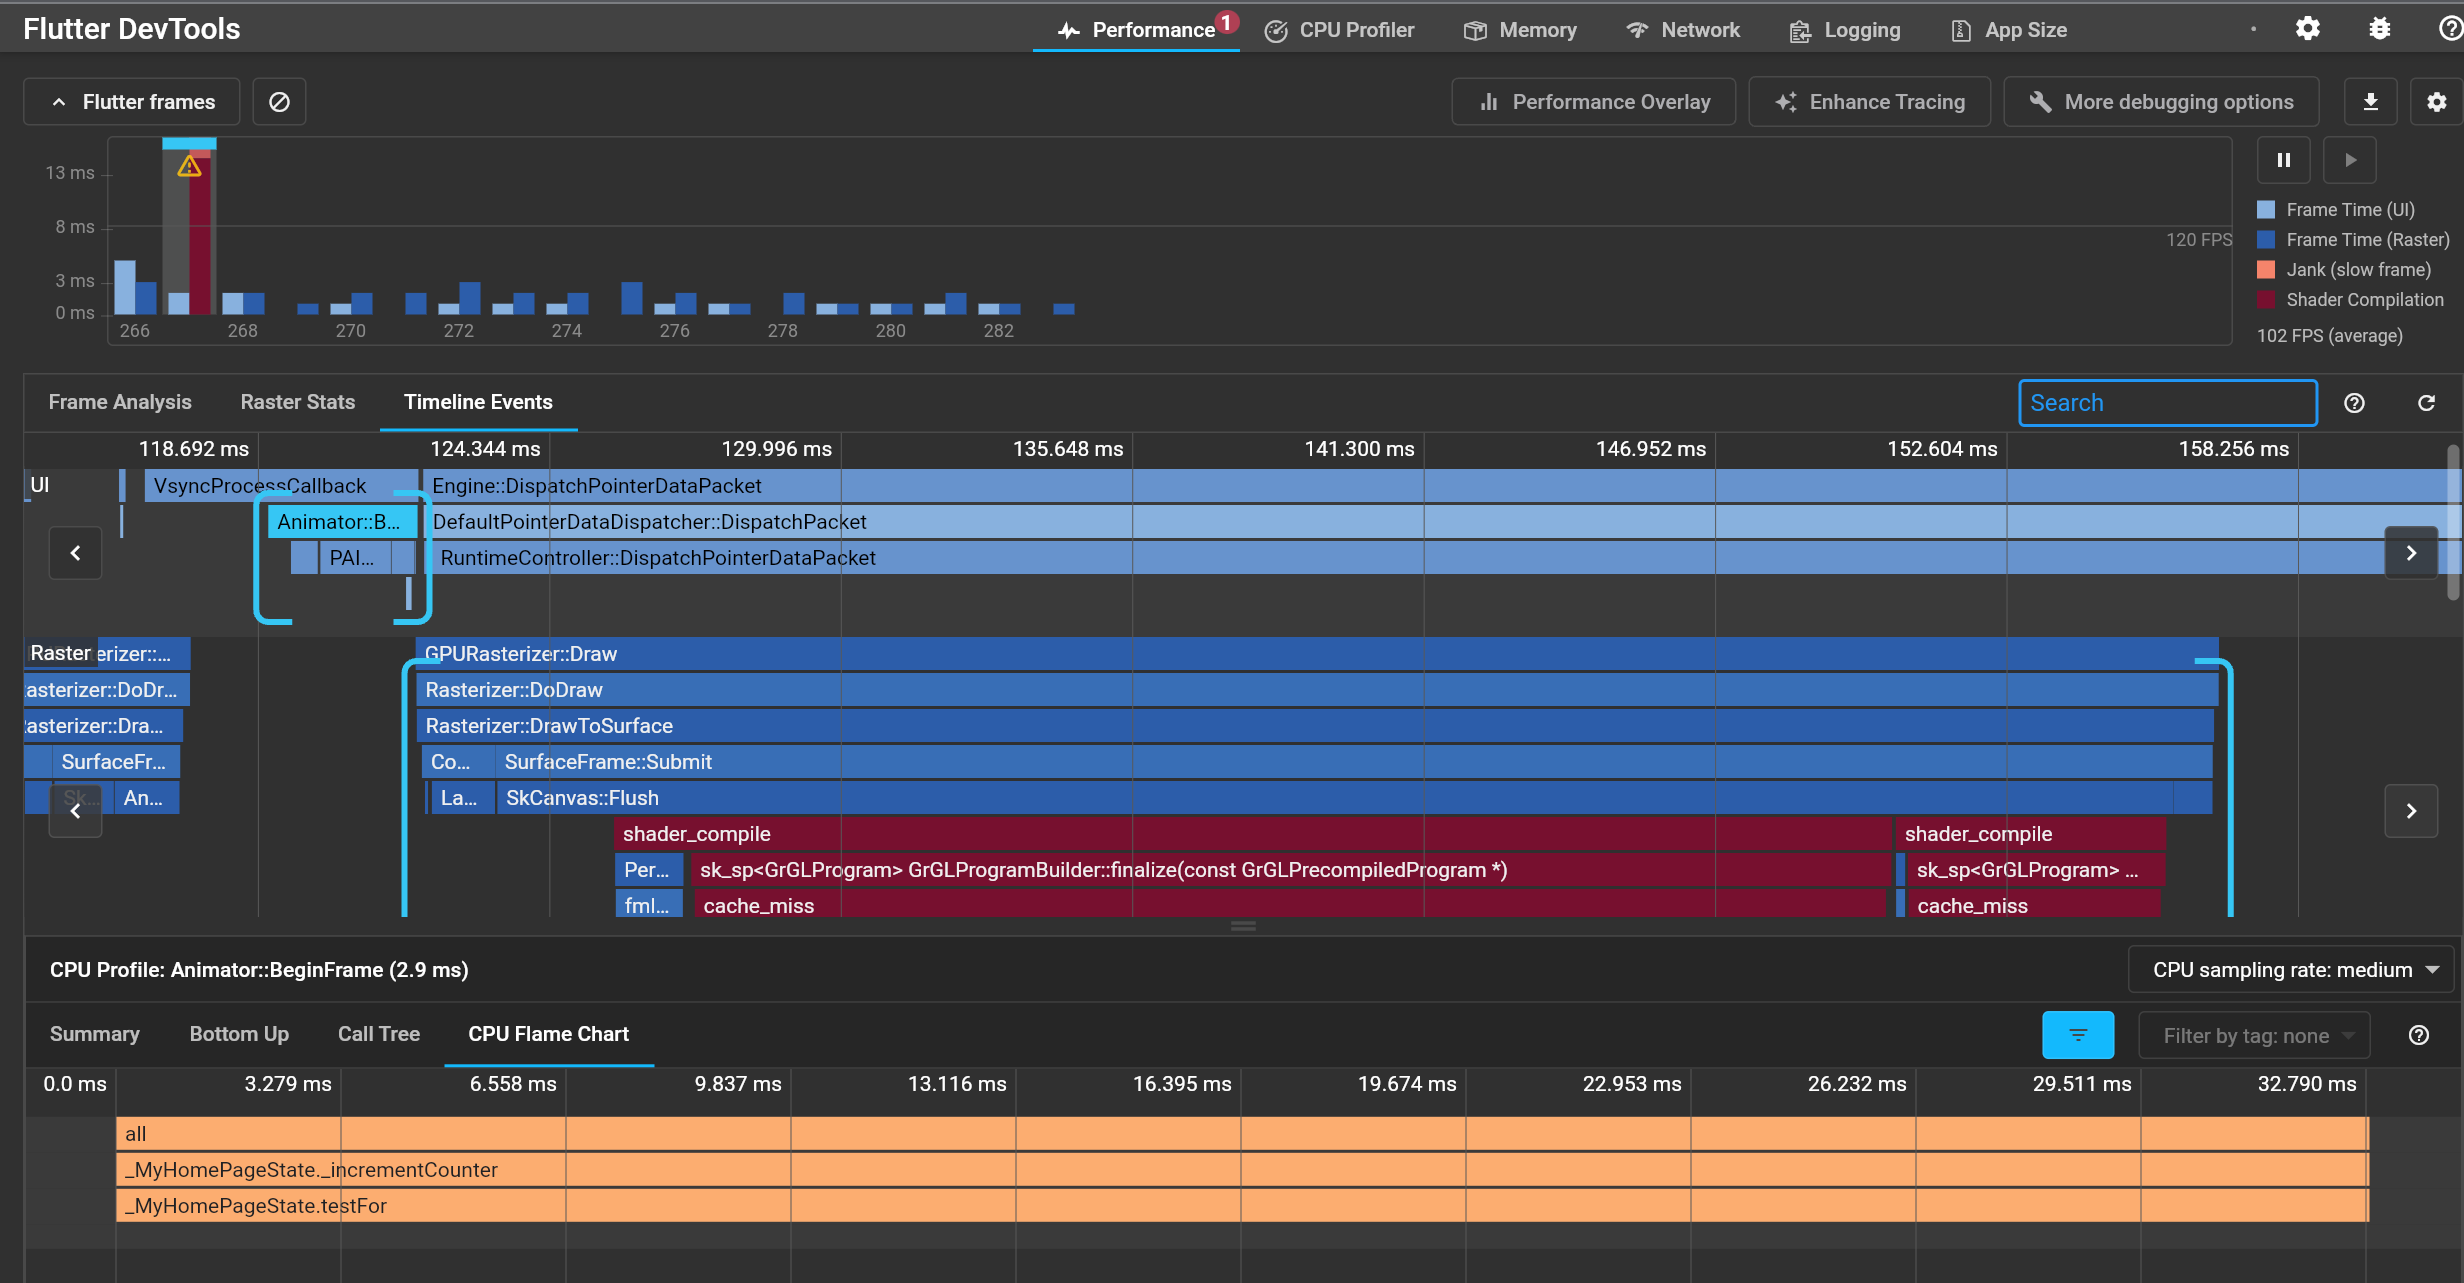 Flutter DevTools
Performance 1 CPU Profiler Memory Network Logging App Size
Flutter frames Performance Overlay Enhance Tracing More debugging options
13 ms
8 ms
3 ms
0 ms
120 FPS
266 268 270 272 274 276 278 280 282
Frame Time (UI)
Frame Time (Raster)
Jank (slow frame)
Shader Compilation
102 FPS (average)
Frame Analysis Raster Stats Timeline Events Search
118.692 ms 124.344 ms 129.996 ms 135.648 ms 141.300 ms 146.952 ms 152.604 ms 158.256 ms
UI VsyncProcessCallback Engine::DispatchPointerDataPacket
Animator::B... DefaultPointerDataDispatcher::DispatchPacket
PAI... RuntimeController::DispatchPointerDataPacket
Raster erizer::... GPURasterizer::Draw
asterizer::DoDr... Rasterizer::DoDraw
asterizer::Dra... Rasterizer::DrawToSurface
SurfaceFr... Co... SurfaceFrame::Submit
Sk... An... La... SkCanvas::Flush
shader_compile shader_compile
Per... sk_sp<GrGLProgram> GrGLProgramBuilder::finalize(const GrGLPrecompiledProgram *) sk_sp<GrGLProgram> ...
fml... cache_miss cache_miss
CPU Profile: Animator::BeginFrame (2.9 ms) CPU sampling rate: medium
Summary Bottom Up Call Tree CPU Flame Chart Filter by tag: none
0.0 ms 3.279 ms 6.558 ms 9.837 ms 13.116 ms 16.395 ms 19.674 ms 22.953 ms 26.232 ms 29.511 ms 32.790 ms
all
_MyHomePageState._incrementCounter
_MyHomePageState.testFor